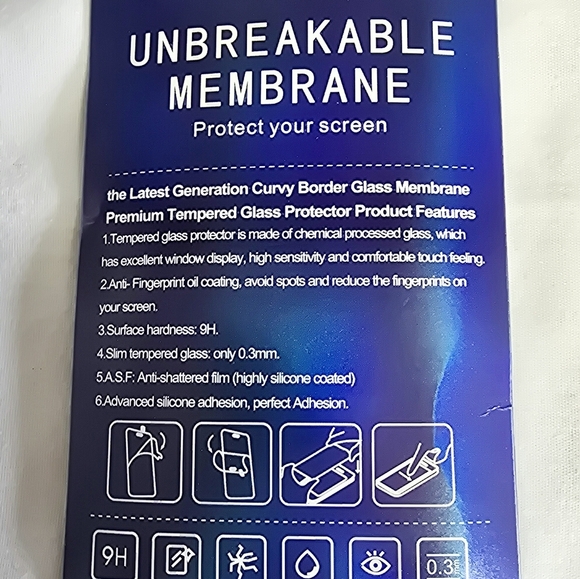 UNBREAKABLE
MEMBRANE
Protect your screen
the Latest Generation Curvy Border Glass Membrane
Premium Tempered Glass Protector Product Features
1.Tempered glass protector is made of chemical processed glass, which
has excellent window display, high sensitivity and comfortable touch feeling.
2.Anti- Fingerprint oil coating, avoid spots and reduce the fingerprints on
your screen.
3.Surface hardness: 9H.
4.Slim tempered glass: only 0.3mm.
5.A.S.F: Anti-shattered film (highly silicone coated)
6.Advanced silicone adhesion, perfect Adhesion.
9H
0.3